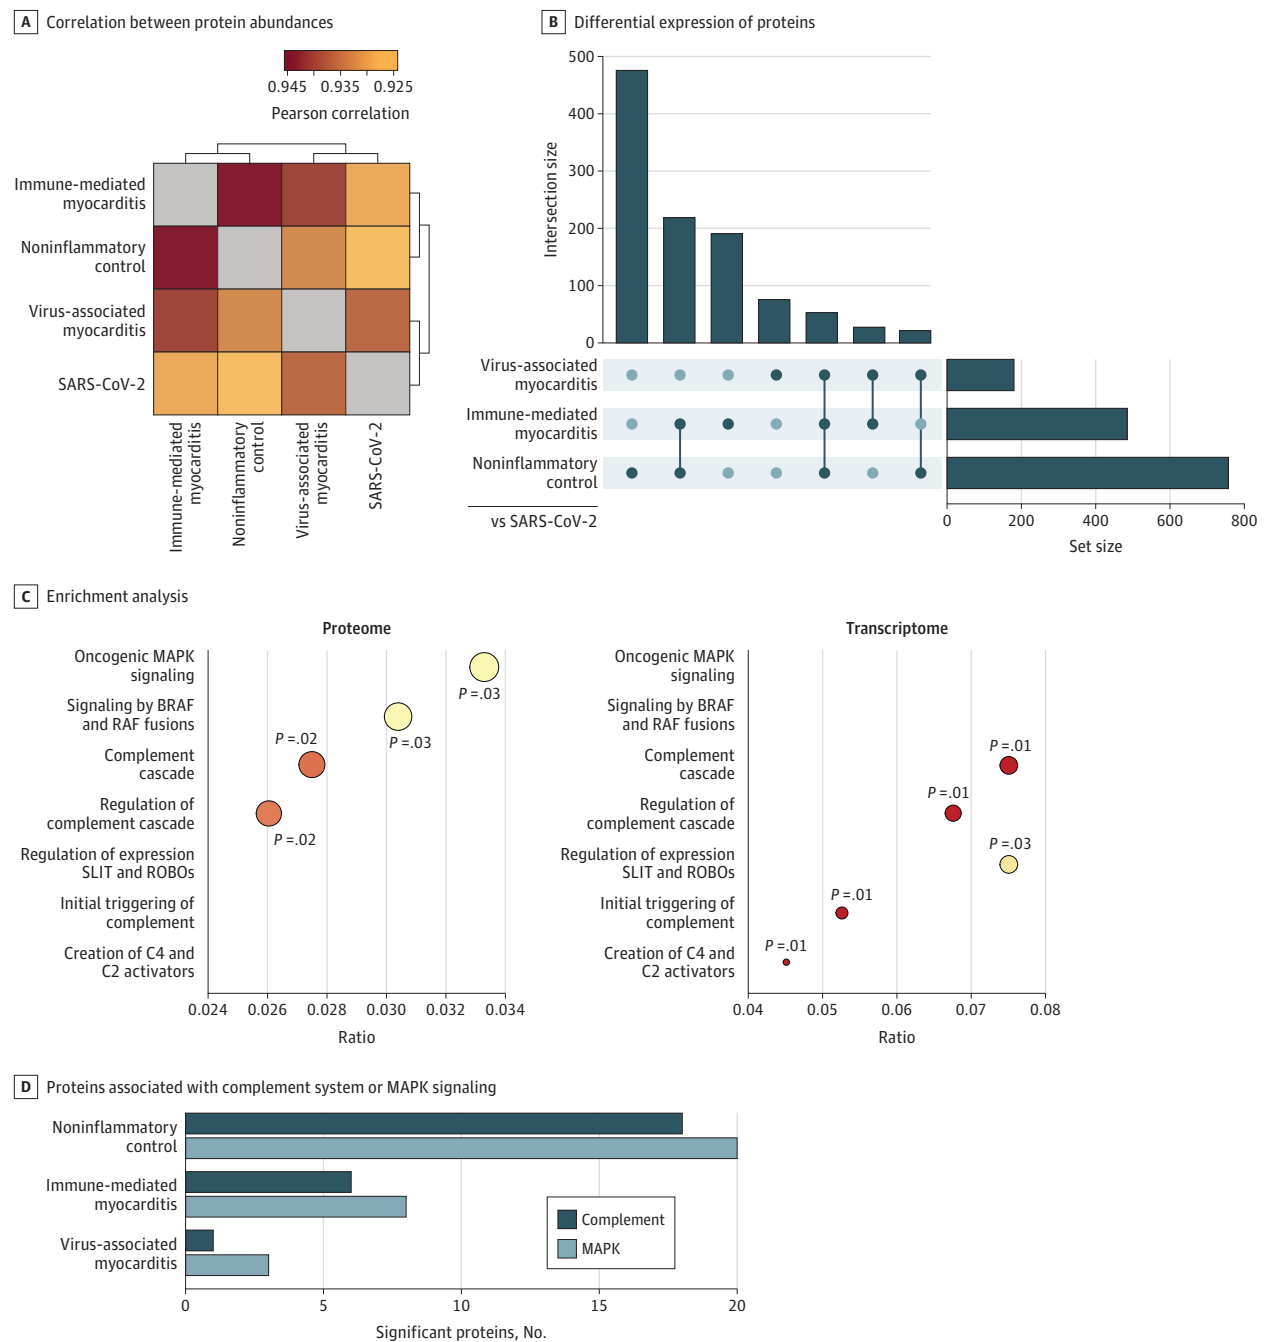 A Correlation between protein abundances
0.945 0.935 0.925
Pearson correlation
Immune-mediated
myocarditis
Noninflammatory
control
Virus-associated
myocarditis
SARS-CoV-2
Immune-mediated
myocarditis
Noninflammatory
control
Virus-associated
myocarditis
SARS-CoV-2
B Differential expression of proteins
500
400
300
200
100
0
Intersection size
Virus-associated
myocarditis
Immune-mediated
myocarditis
Noninflammatory
control
vs SARS-CoV-2
0 200 400 600 800
Set size
C Enrichment analysis
Proteome
Oncogenic MAPK
signaling
Signaling by BRAF
and RAF fusions
Complement
cascade
Regulation of
complement cascade
Regulation of expression
SLIT and ROBOs
Initial triggering of
complement
Creation of C4 and
C2 activators
P =.03
P =.03
P =.02
P =.02
0.024 0.026 0.028 0.030 0.032 0.034
Ratio
Transcriptome
Oncogenic MAPK
signaling
Signaling by BRAF
and RAF fusions
Complement
cascade
Regulation of
complement cascade
Regulation of expression
SLIT and ROBOs
Initial triggering of
complement
Creation of C4 and
C2 activators
P =.01
P =.01
P =.03
P =.01
P =.01
0.04 0.05 0.06 0.07 0.08
Ratio
D Proteins associated with complement system or MAPK signaling
Noninflammatory
control
Immune-mediated
myocarditis
Virus-associated
myocarditis
Complement
MAPK
0 5 10 15 20
Significant proteins, No.